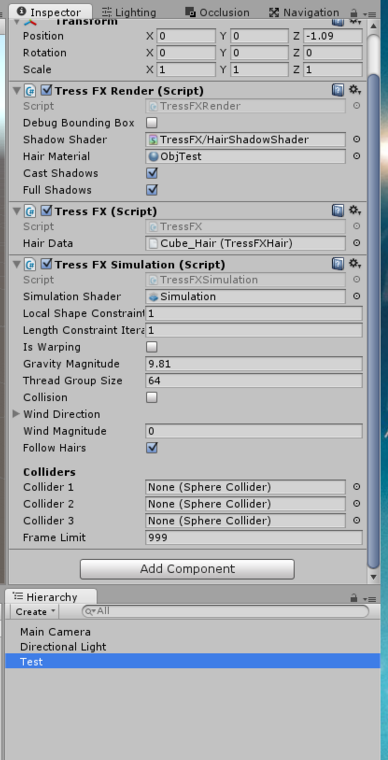 Inspector Lighting Occlusion Navigation
Transform
Position X 0 Y 0 Z -1.09
Rotation X 0 Y 0 Z 0
Scale X 1 Y 1 Z 1
Tress FX Render (Script)
Script TressFXRender
Debug Bounding Box
Shadow Shader TressFX/HairShadowShader
Hair Material ObjTest
Cast Shadows
Full Shadows
Tress FX (Script)
Script TressFX
Hair Data Cube_Hair (TressFXHair)
Tress FX Simulation (Script)
Script TressFXSimulation
Simulation Shader Simulation
Local Shape Constraint 1
Length Constraint Itera 1
Is Warping
Gravity Magnitude 9.81
Thread Group Size 64
Collision
Wind Direction
Wind Magnitude 0
Follow Hairs
Colliders
Collider 1 None (Sphere Collider)
Collider 2 None (Sphere Collider)
Collider 3 None (Sphere Collider)
Frame Limit 999
Add Component
Hierarchy
Create All
Main Camera
Directional Light
Test